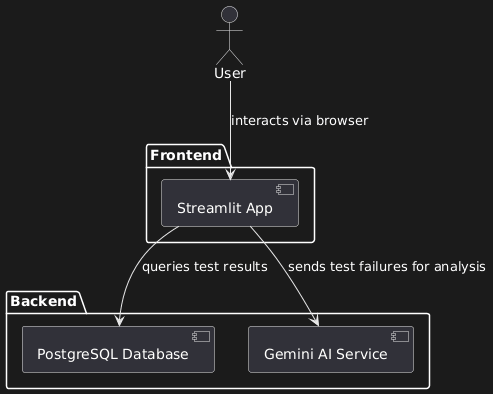 User
interacts via browser
Frontend
Streamlit App
queries test results
sends test failures for analysis
Backend
PostgreSQL Database
Gemini AI Service